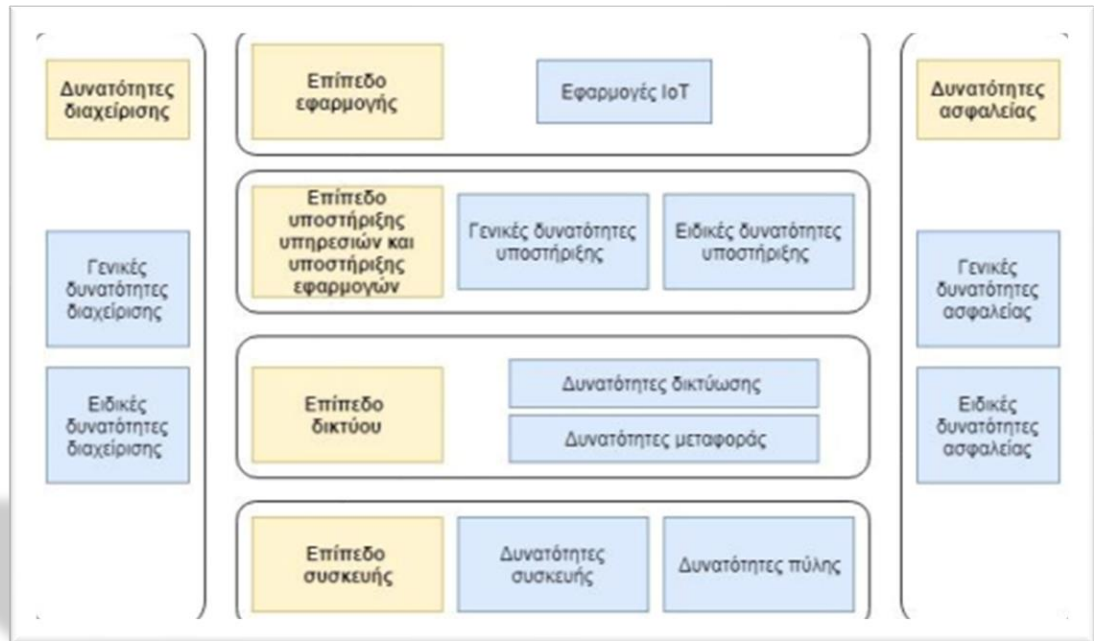 Δυνατότητες
διαχείρισης
Γενικές
δυνατότητες
διαχείρισης
Ειδικές
δυνατότητες
διαχείρισης
Επίπεδο
εφαρμογής
Εφαρμογές IoT
Επίπεδο
υποστήριξης
υπηρεσιών και
υποστήριξης
εφαρμογών
Γενικές δυνατότητες
υποστήριξης
Ειδικές δυνατότητες
υποστήριξης
Επίπεδο
δικτύου
Δυνατότητες δικτύωσης
Δυνατότητες μεταφοράς
Επίπεδο
συσκευής
Δυνατότητες
συσκευής
Δυνατότητες πύλης
Δυνατότητες
ασφαλείας
Γενικές
δυνατότητες
ασφαλείας
Ειδικές
δυνατότητες
ασφαλείας